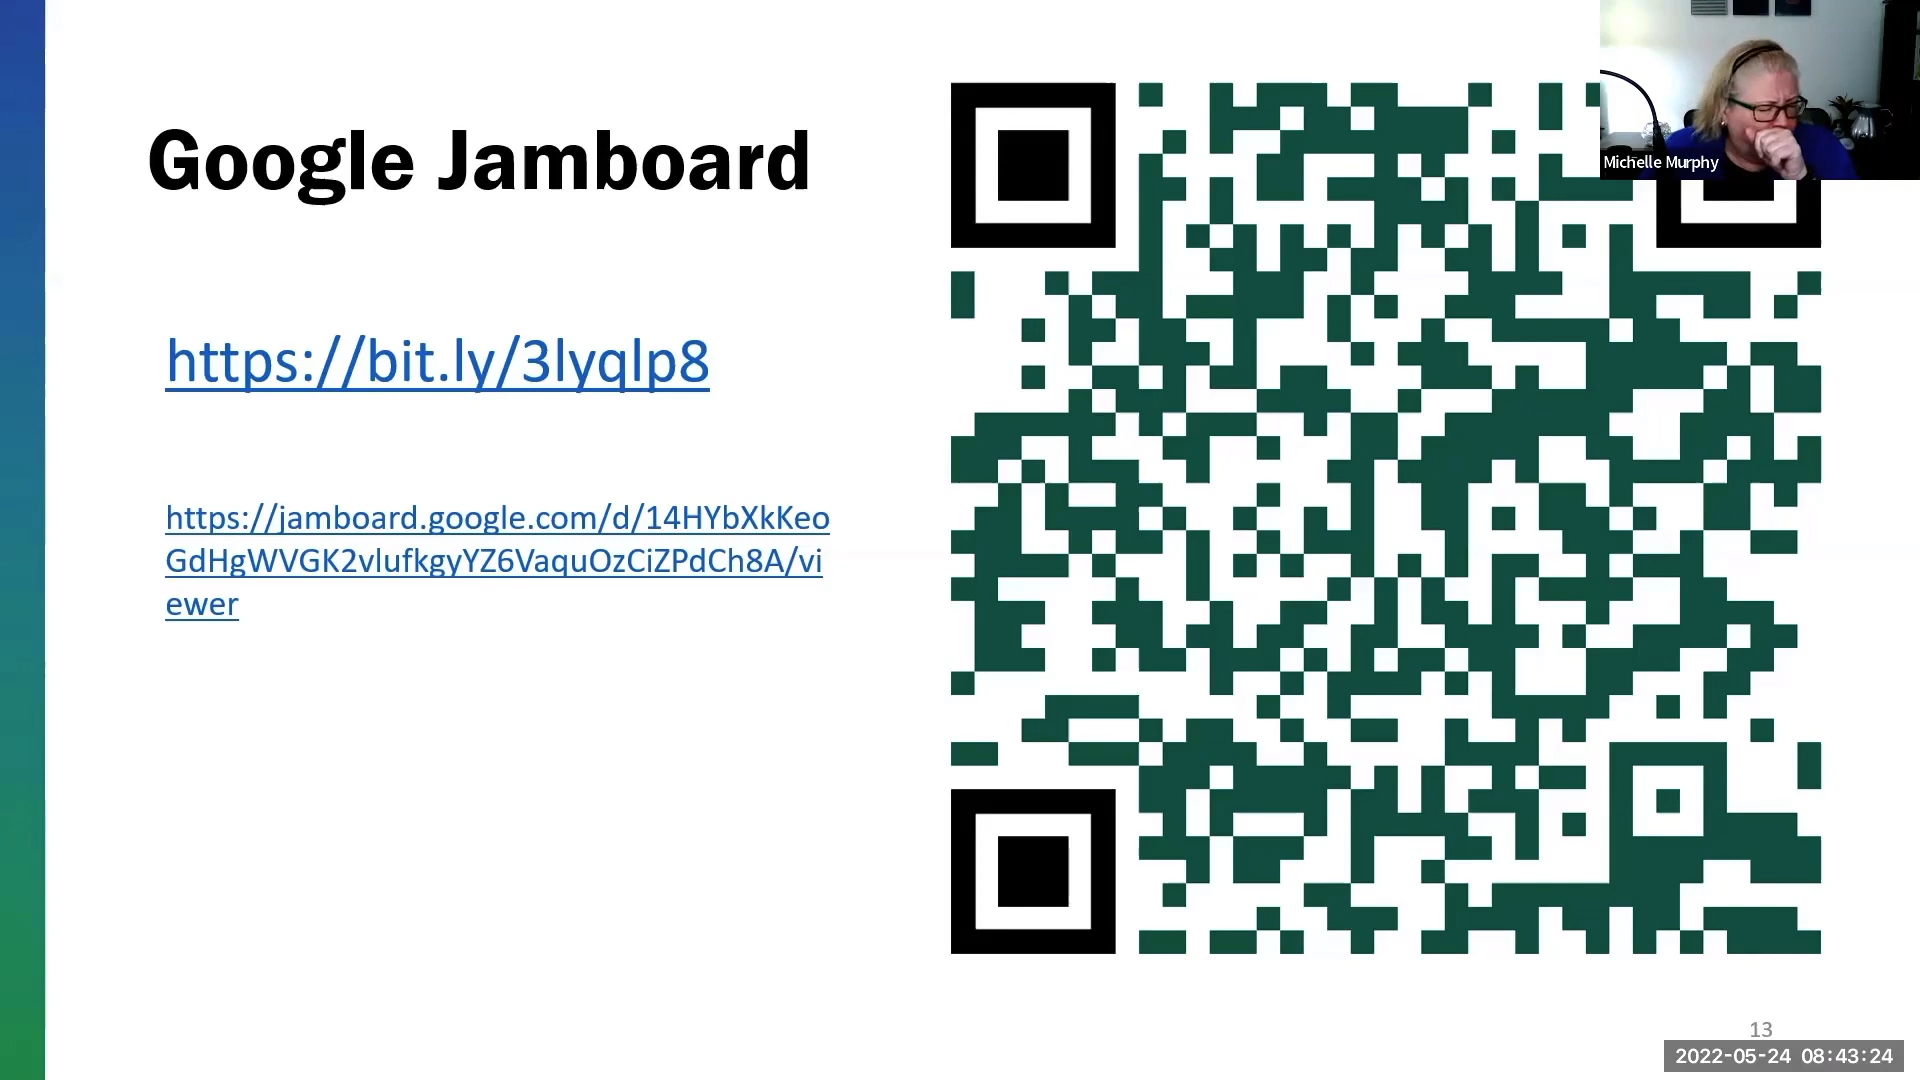 Michelle Murphy
Google Jamboard
https://bit.ly/3lyqlp8
https://jamboard.google.com/d/14HYbXkKeo
GdHgWVGK2vlufkgyYZ6VaquOzCiZPdCh8A/vi
ewer
13
2022-05-24 08:43:24